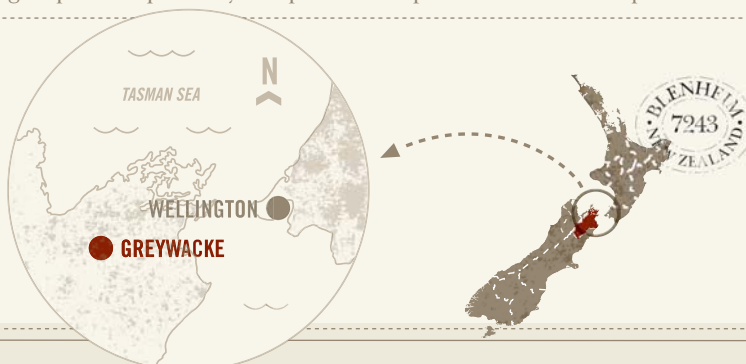 N
TASMAN SEA
WELLINGTON
GREYWACKE
BLENHEIM
7243
NEW ZEALAND